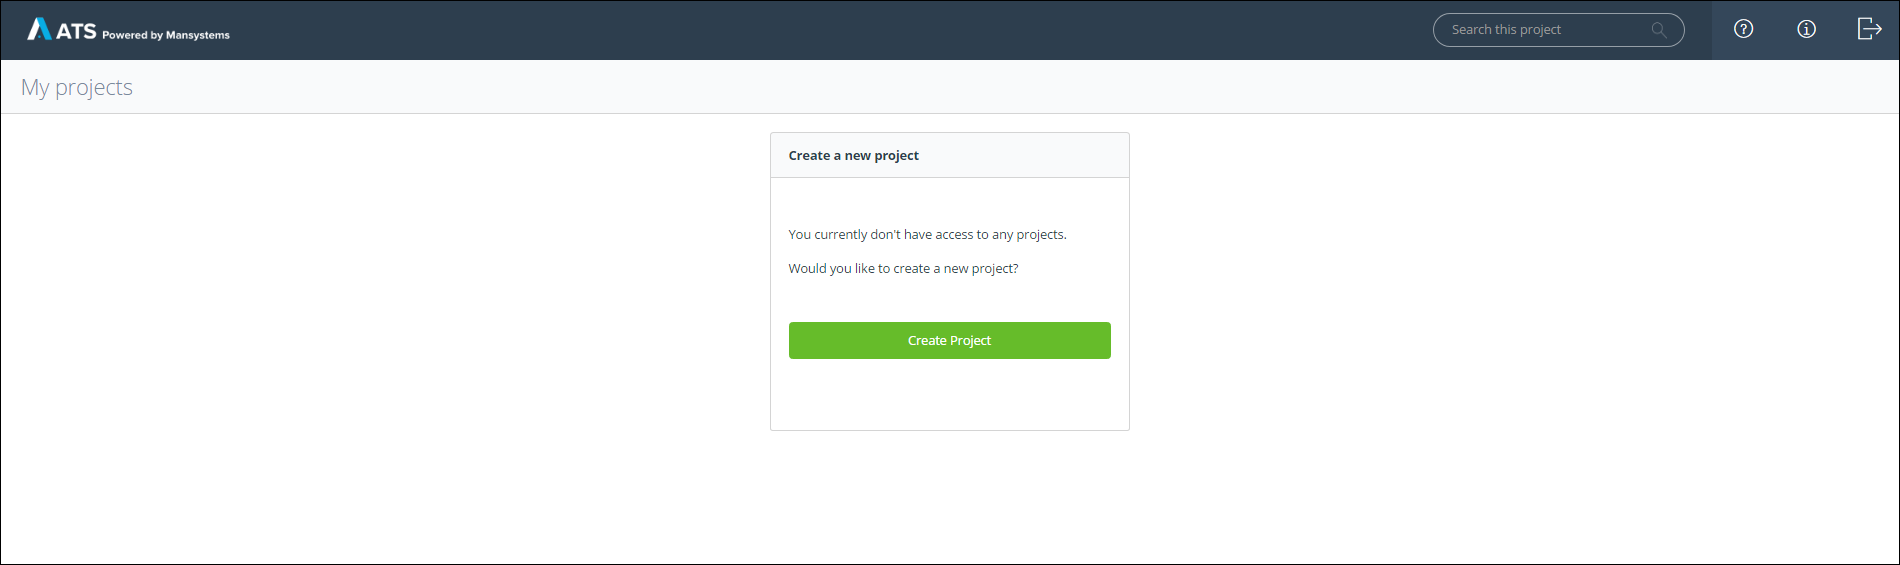 ATS Powered by Mansystems
Search this project
My projects
Create a new project
You currently don't have access to any projects.
Would you like to create a new project?
Create Project